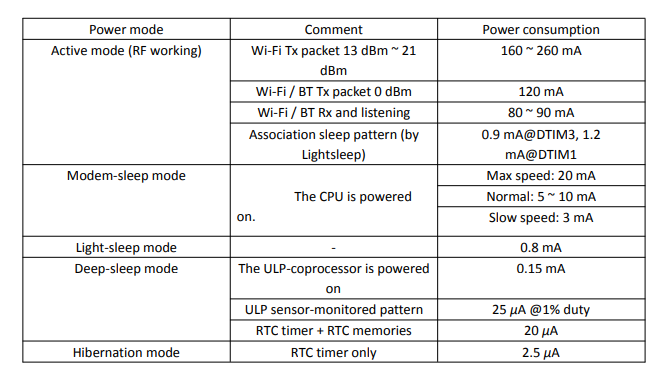 Power mode Comment Power consumption
Active mode (RF working) Wi-Fi Tx packet 13 dBm ~ 21 160 ~ 260 mA
dBm
Wi-Fi / BT Tx packet 0 dBm 120 mA
Wi-Fi / BT Rx and listening 80 ~ 90 mA
Association sleep pattern (by 0.9 mA@DTIM3, 1.2
Lightsleep) mA@DTIM1
Modem-sleep mode Max speed: 20 mA
The CPU is powered Normal: 5 ~ 10 mA
on. Slow speed: 3 mA
Light-sleep mode - 0.8 mA
Deep-sleep mode The ULP-coprocessor is powered 0.15 mA
on
ULP sensor-monitored pattern 25 µA @1% duty
RTC timer + RTC memories 20 µA
Hibernation mode RTC timer only 2.5 µA